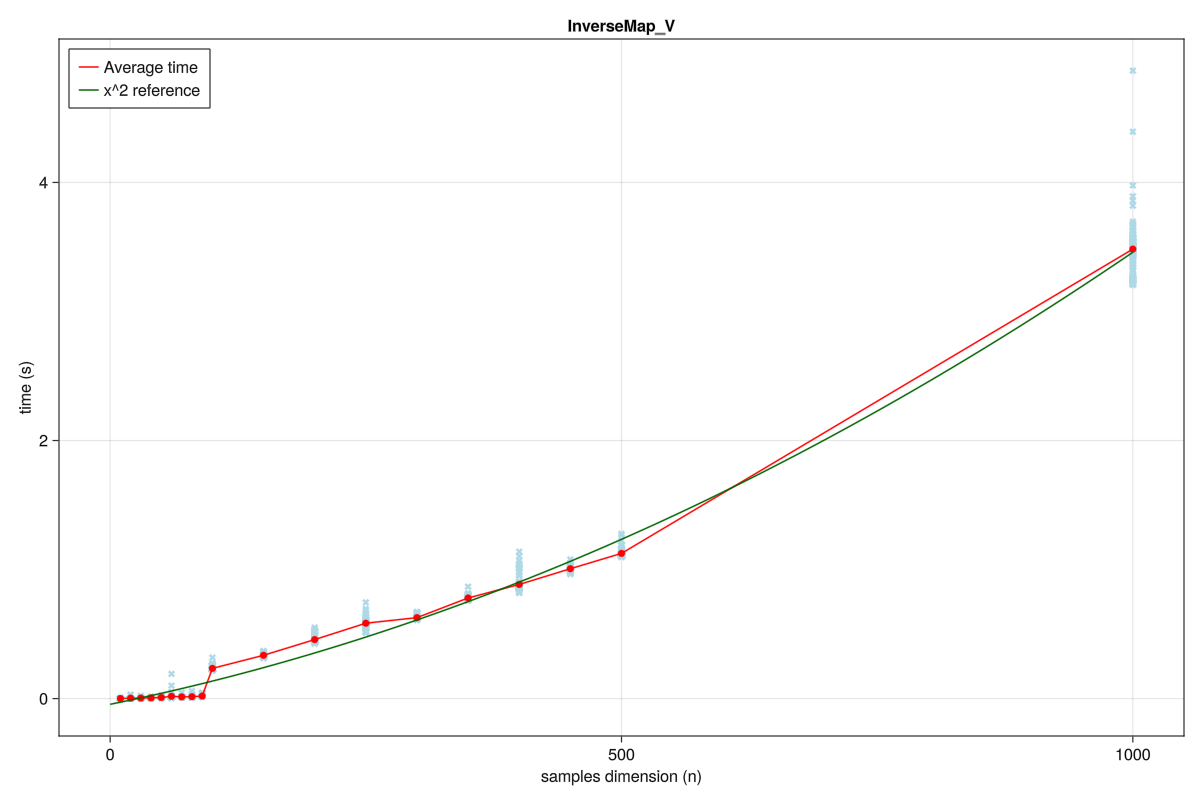 InverseMap_V
Average time
x^2 reference
4
2
0
time (s)
0 500 1000
samples dimension (n)